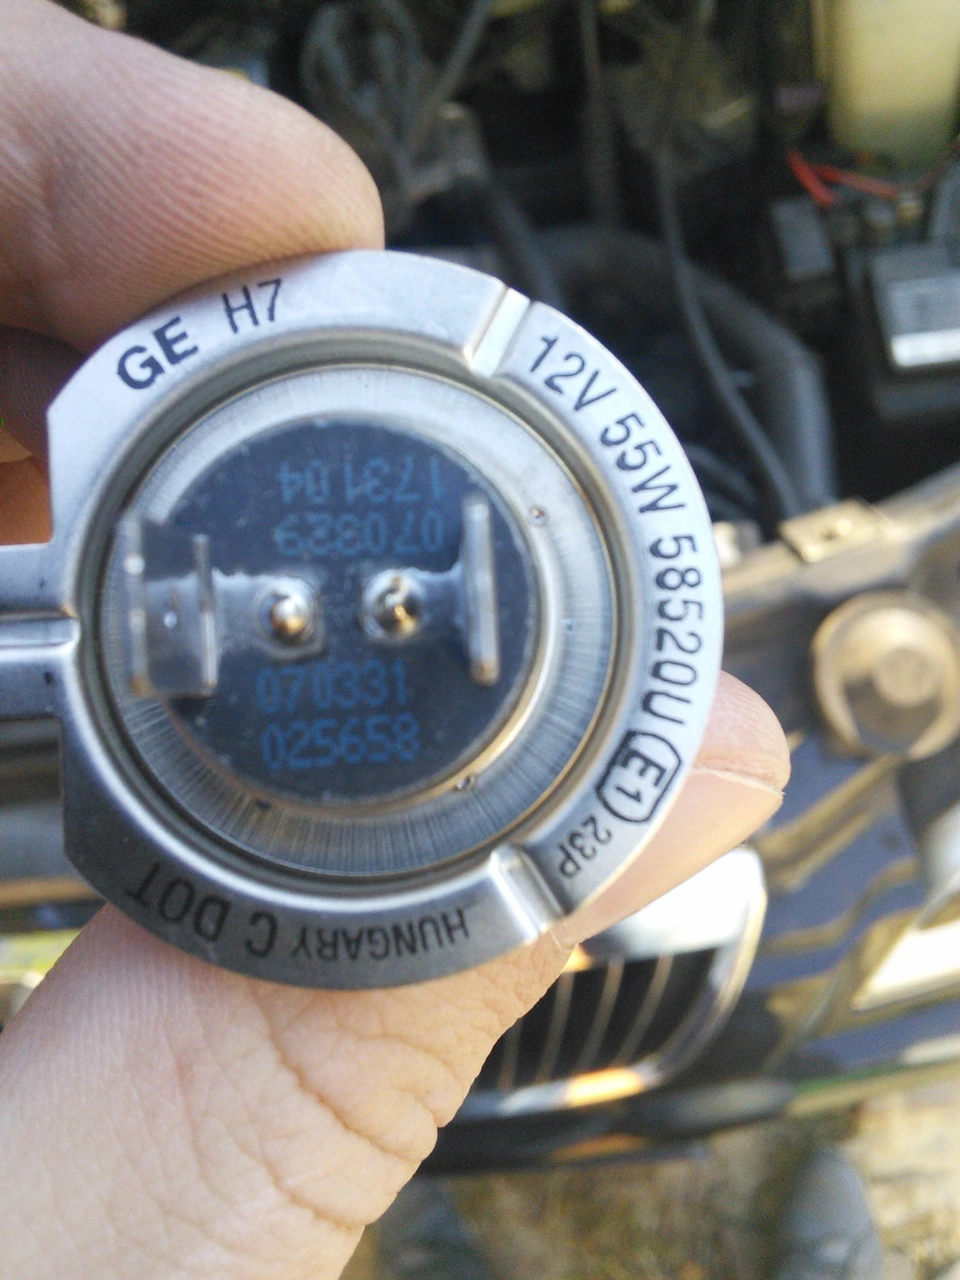 GE H7
12V 55W 58520U E1 23P
HUNGARY C DOT
173104
070329
070331
025658